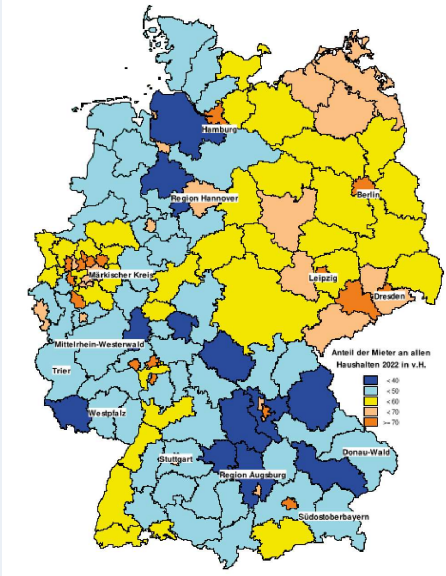 Hamburg
Region Hannover
Berlin
Märkischer Kreis
Leipzig
Dresden
Mittelrhein-Westerwald
Anteil der Mieter an allen
Haushalten 2022 in v.H.
< 40
< 50
< 60
< 70
>= 70
Trier
Westpfalz
Stuttgart
Donau-Wald
Region Augsburg
Südostoberbayern